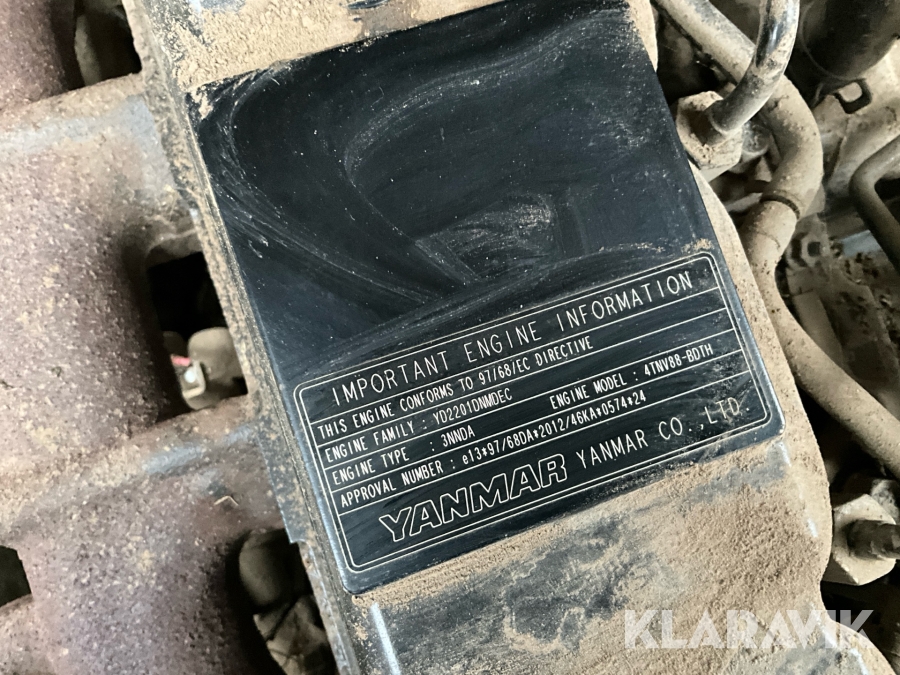 IMPORTANT ENGINE INFORMATION
THIS ENGINE CONFORMS TO 97/68/EC DIRECTIVE
ENGINE FAMILY : YD2201DNMDEC
ENGINE MODEL : 4TNV88-BDTH
ENGINE TYPE : 3NNDA
APPROVAL NUMBER : e13*97/68DA*2012/46KA*0574*24
YANMAR YANMAR CO.,LTD.
KLARAVIK